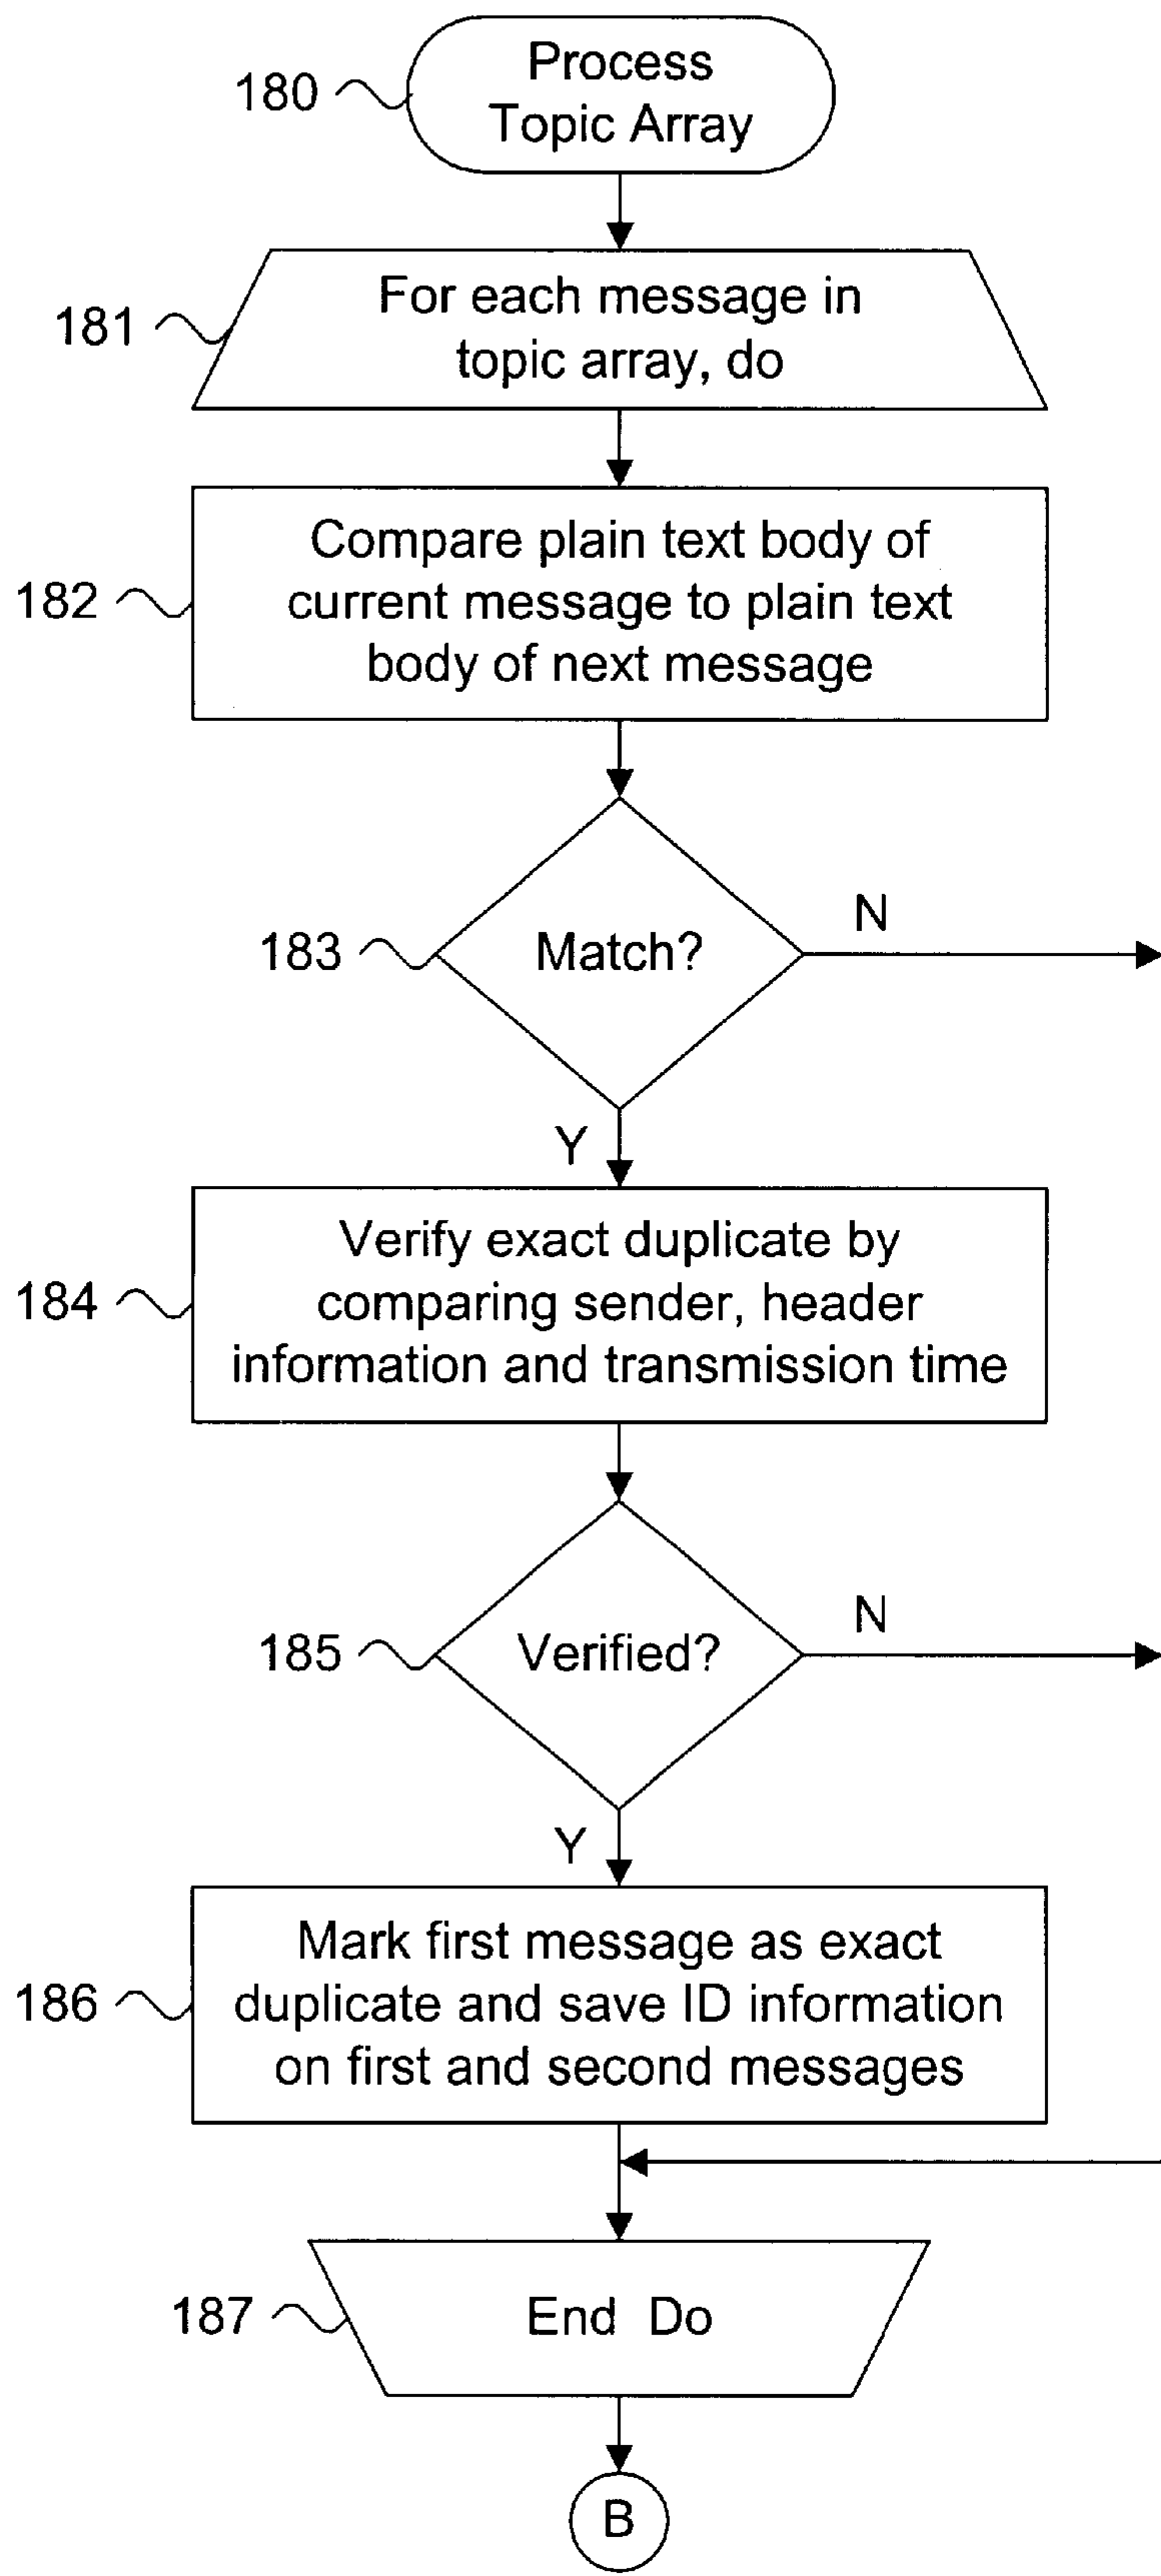 180
Process
Topic Array
181
For each message in
topic array, do
182
Compare plain text body of
current message to plain text
body of next message
183
Match?
N
Y
184
Verify exact duplicate by
comparing sender, header
information and transmission time
185
Verified?
N
Y
186
Mark first message as exact
duplicate and save ID information
on first and second messages
187
End Do
B